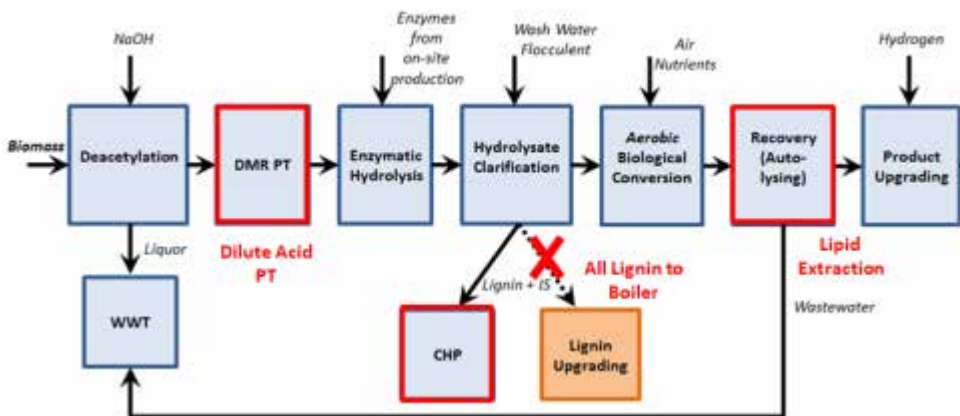 NaOH
Enzymes
from
on-site
production
Wash Water
Flocculent
Air
Nutrients
Hydrogen
Biomass
Deacetylation
DMR PT
Enzymatic
Hydrolysis
Hydrolysate
Clarification
Aerobic
Biological
Conversion
Recovery
(Auto-
lysing)
Product
Upgrading
Liquor
Dilute Acid
PT
Lignin + IS
All Lignin to
Boiler
Lipid
Extraction
Wastewater
WWT
CHP
Lignin
Upgrading